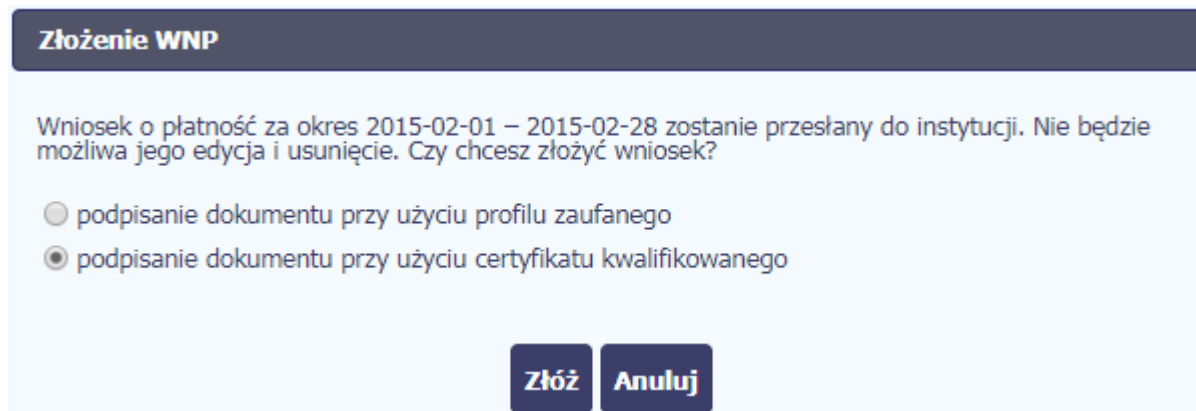 Złożenie WNP
Wniosek o płatność za okres 2015-02-01 – 2015-02-28 zostanie przesłany do instytucji. Nie będzie
możliwa jego edycja i usunięcie. Czy chcesz złożyć wniosek?
podpisanie dokumentu przy użyciu profilu zaufanego
podpisanie dokumentu przy użyciu certyfikatu kwalifikowanego
Złóż Anuluj